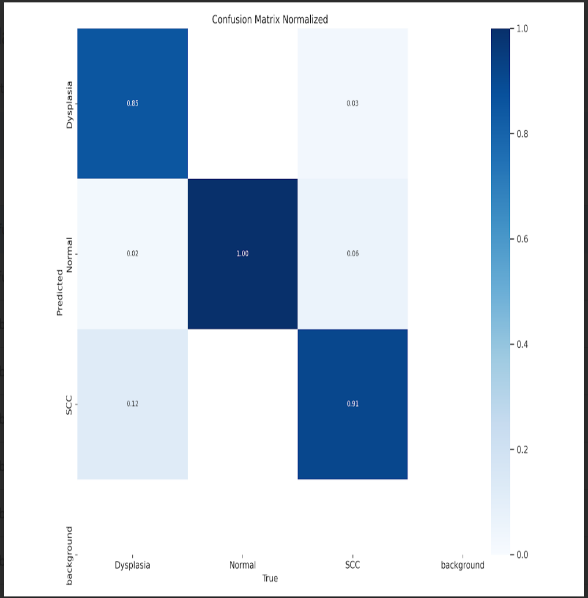 Confusion Matrix Normalized
1.0
Dysplasia
0.85
0.03
0.8
Predicted
Normal
0.02
1.00
0.06
0.6
0.4
SCC
0.12
0.91
0.2
background
0.0
Dysplasia
Normal
SCC
background
True